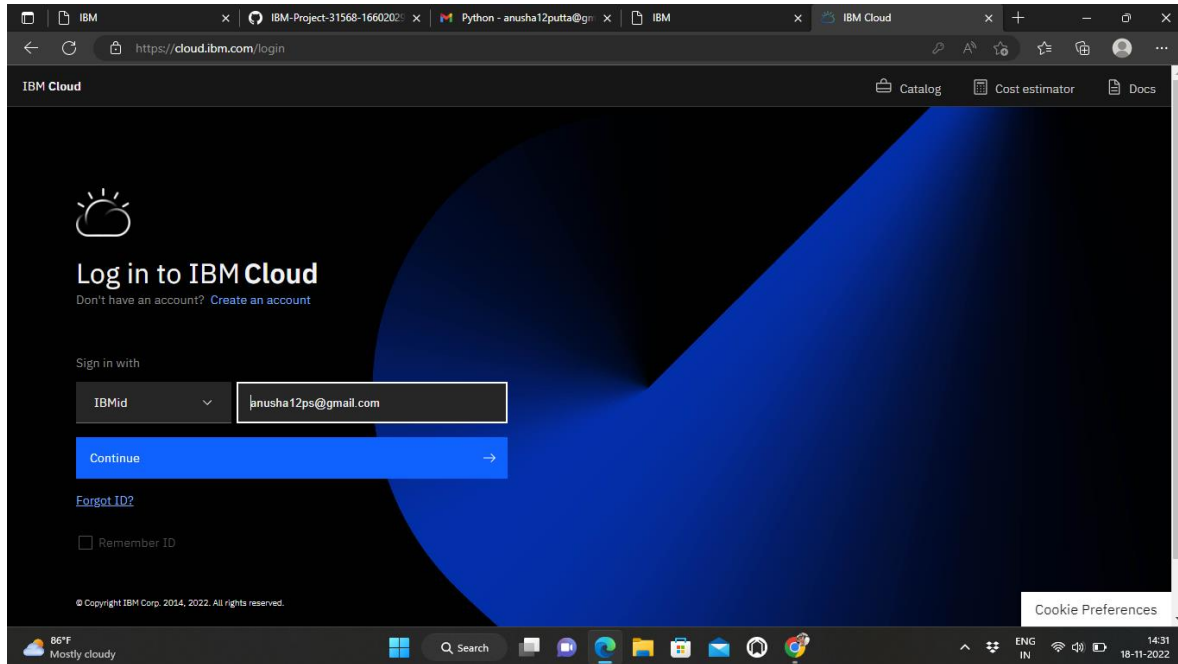 IBM
IBM-Project-31568-1660202
Python - anusha12putta@gm
IBM
IBM Cloud
https://cloud.ibm.com/login
IBM Cloud
Catalog
Cost estimator
Docs
Log in to IBM Cloud
Don't have an account? Create an account
Sign in with
IBMid
anusha12ps@gmail.com
Continue
Forgot ID?
Remember ID
© Copyright IBM Corp. 2014, 2022. All rights reserved.
Cookie Preferences
86°F
Mostly cloudy
Search
ENG
IN
14:31
18-11-2022